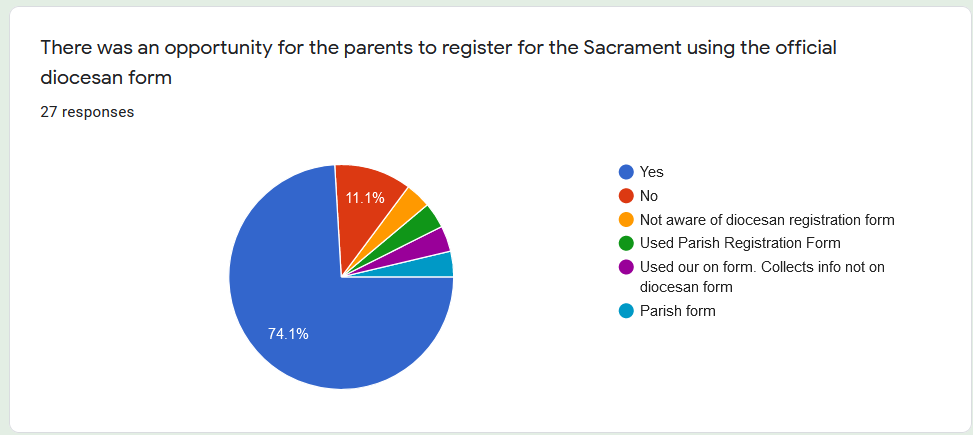 There was an opportunity for the parents to register for the Sacrament using the official
diocesan form
27 responses
11.1%
74.1%
Yes
No
Not aware of diocesan registration form
Used Parish Registration Form
Used our on form. Collects info not on
diocesan form
Parish form